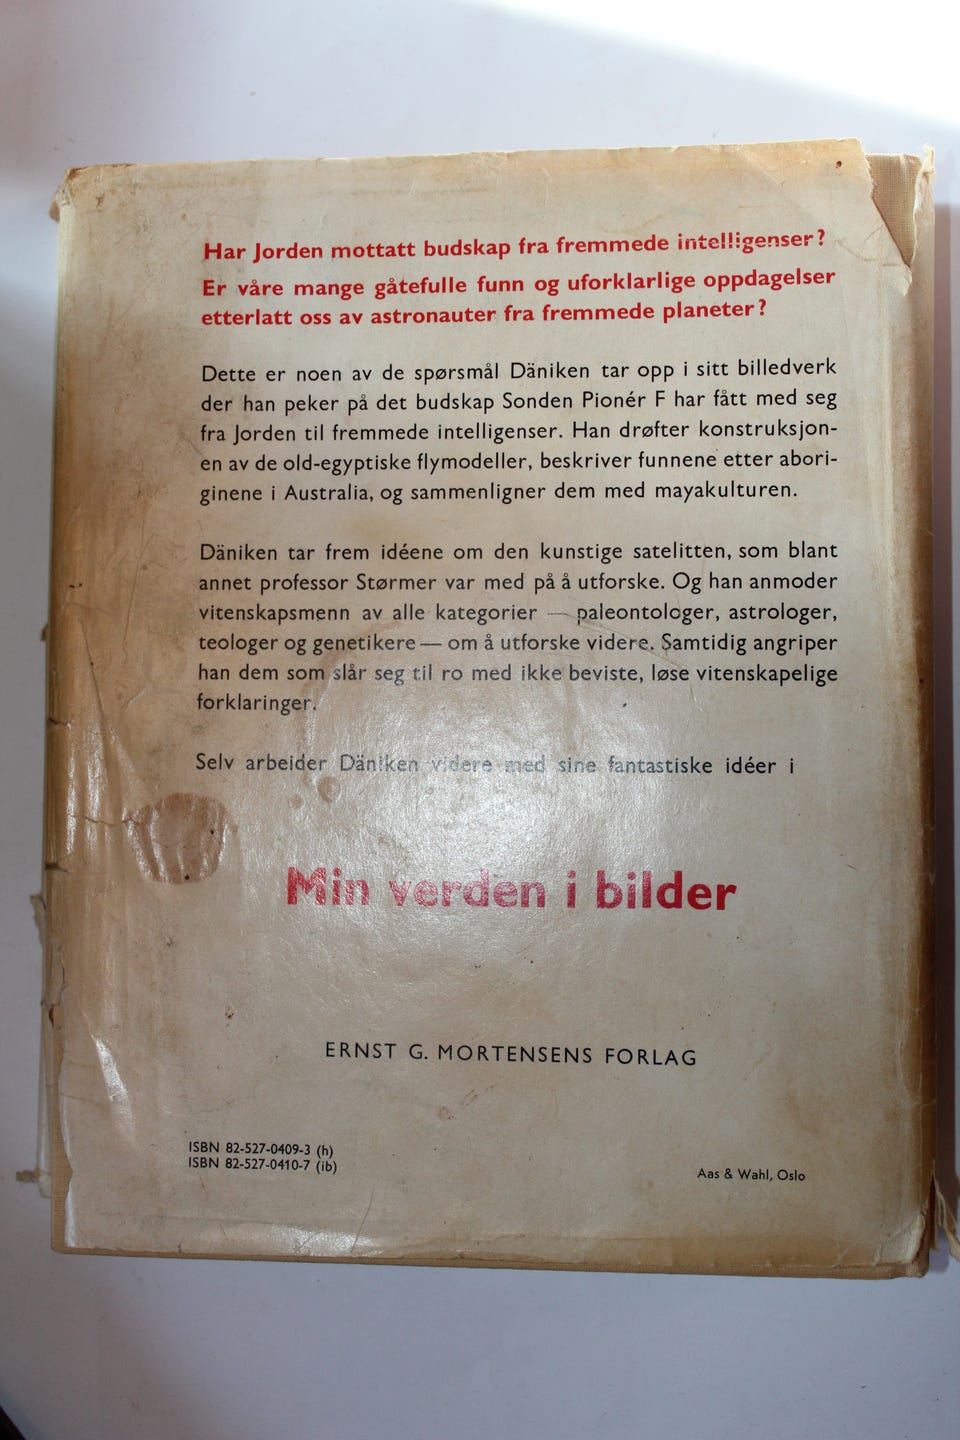 Har Jorden mottatt budskap fra fremmede intelligenser?
Er våre mange gåtefulle funn og uforklarlige oppdagelser
etterlatt oss av astronauter fra fremmede planeter?
Dette er noen av de spørsmål Däniken tar opp i sitt billedverk
der han peker på det budskap Sonden Pionér F har fått med seg
fra Jorden til fremmede intelligenser. Han drøfter konstruksjon-
en av de old-egyptiske flymodeller, beskriver funnene etter abori-
ginene i Australia, og sammenligner dem med mayakulturen.
Däniken tar frem idéene om den kunstige satelitten, som blant
annet professor Størmer var med på å utforske. Og han anmoder
vitenskapsmenn av alle kategorier — paleontologer, astrologer,
teologer og genetikere — om å utforske videre. Samtidig angriper
han dem som slår seg til ro med ikke beviste, løse vitenskapelige
forklaringer.
Selv arbeider Däniken videre med sine fantastiske idéer i
Min verden i bilder
ERNST G. MORTENSENS FORLAG
ISBN 82-527-0409-3 (h)
ISBN 82-527-0410-7 (ib)
Aas & Wahl, Oslo